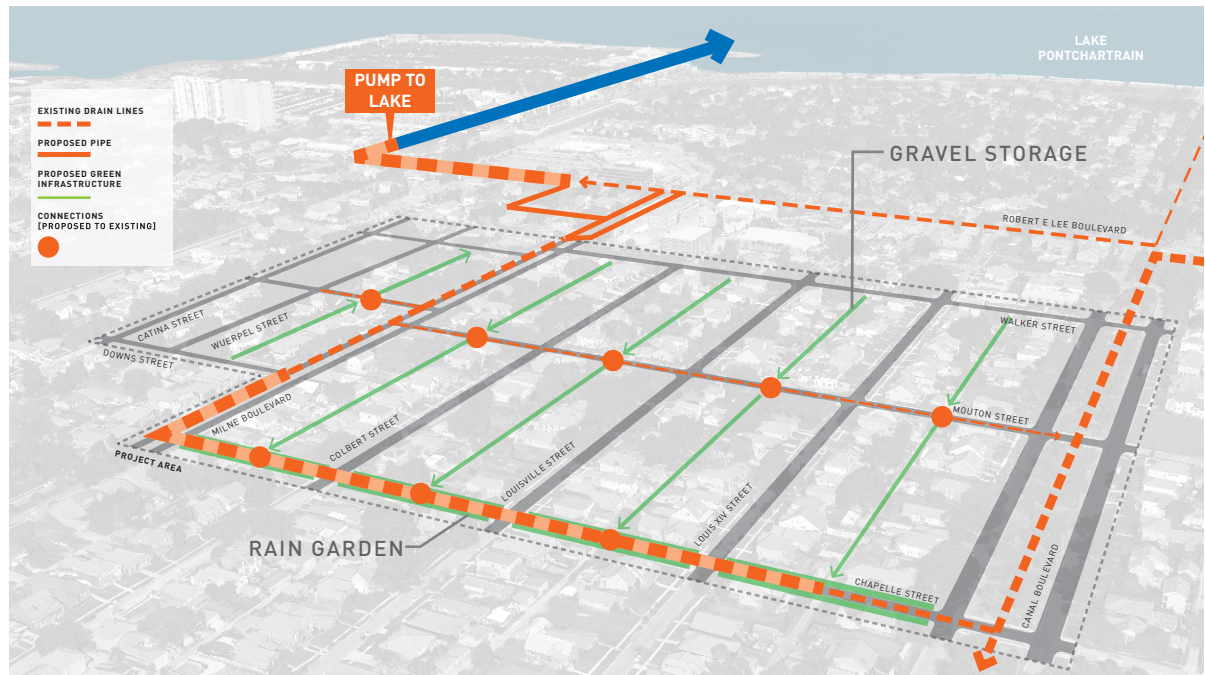 LAKE
PONTCHARTRAIN
PUMP TO
LAKE
EXISTING DRAIN LINES
PROPOSED PIPE
PROPOSED GREEN
INFRASTRUCTURE
CONNECTIONS
[PROPOSED TO EXISTING]
GRAVEL STORAGE
ROBERT E LEE BOULEVARD
CATINA STREET
WUERPEL STREET
DOWNS STREET
WALKER STREET
MILNE BOULEVARD
COLBERT STREET
MOUTON STREET
PROJECT AREA
LOUISVILLE STREET
LOUIS XIV STREET
RAIN GARDEN
CHAPELLE STREET
CANAL BOULEVARD